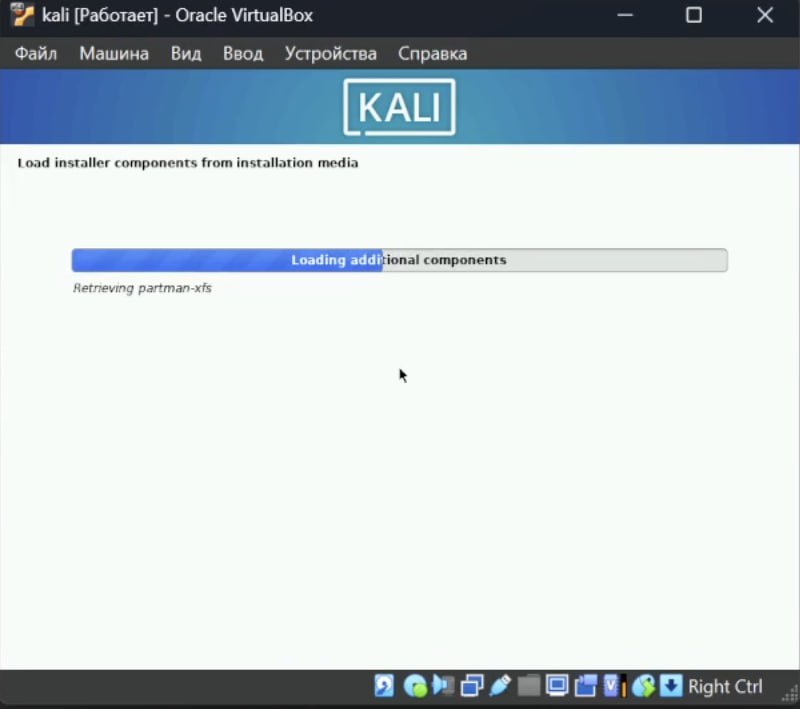 kali [Работает] - Oracle VirtualBox
Файл Машина Вид Ввод Устройства Справка
KALI
Load installer components from installation media
Loading additional components
Retrieving partman-xfs
Right Ctrl